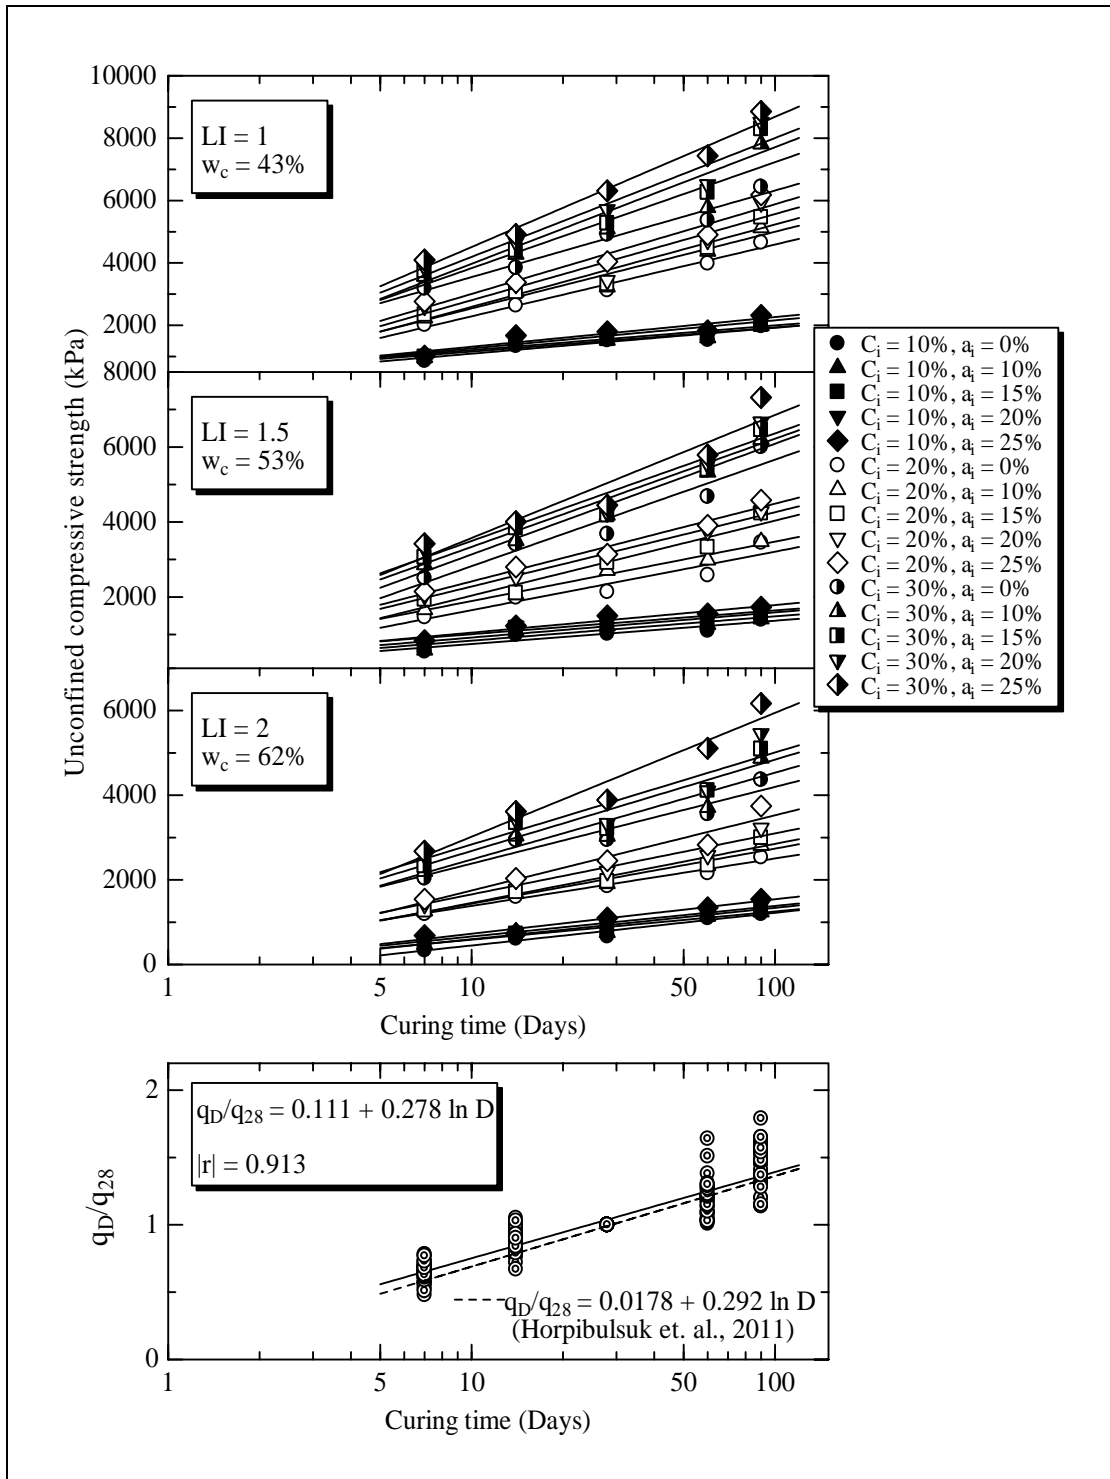 10000
LI = 1
w_c = 43%
8000
6000
4000
2000
8000
LI = 1.5
w_c = 53%
6000
4000
2000
LI = 2
w_c = 62%
6000
4000
2000
0
Unconfined compressive strength (kPa)
C_i = 10%, a_i = 0%
C_i = 10%, a_i = 10%
C_i = 10%, a_i = 15%
C_i = 10%, a_i = 20%
C_i = 10%, a_i = 25%
C_i = 20%, a_i = 0%
C_i = 20%, a_i = 10%
C_i = 20%, a_i = 15%
C_i = 20%, a_i = 20%
C_i = 20%, a_i = 25%
C_i = 30%, a_i = 0%
C_i = 30%, a_i = 10%
C_i = 30%, a_i = 15%
C_i = 30%, a_i = 20%
C_i = 30%, a_i = 25%
1 5 10 50 100
Curing time (Days)
2
1
0
q_D/q_28
q_D/q_28 = 0.111 + 0.278 ln D
|r| = 0.913
q_D/q_28 = 0.0178 + 0.292 ln D
(Horpibulsuk et. al., 2011)
1 5 10 50 100
Curing time (Days)